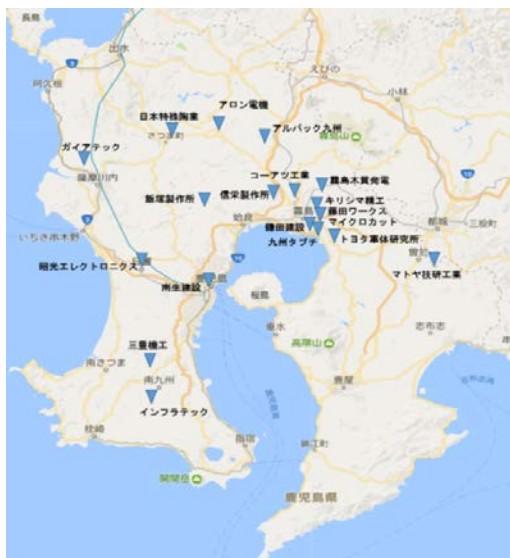 長島
出水
阿久根
えびの
小林
アロン電機
日本特殊陶業
さつま町
アルバック九州
霧島山
ガイアテック
薩摩川内
コーアツ工業
霧島木質発電
飯塚製作所
信栄製作所
キリシマ精工
霧島
藤田ワークス
都城
三股町
いちき串木野
姶良
鎌田建設
マイクロカット
九州タブチ
トヨタ車体研究所
曽於
昭光エレクトロニクス
マトヤ技研工業
南生建設
桜島
垂水
志布志
三豊機工
高隈山
南さつま
南九州
鹿屋
インフラテック
枕崎
指宿
錦江町
開聞岳
鹿児島県